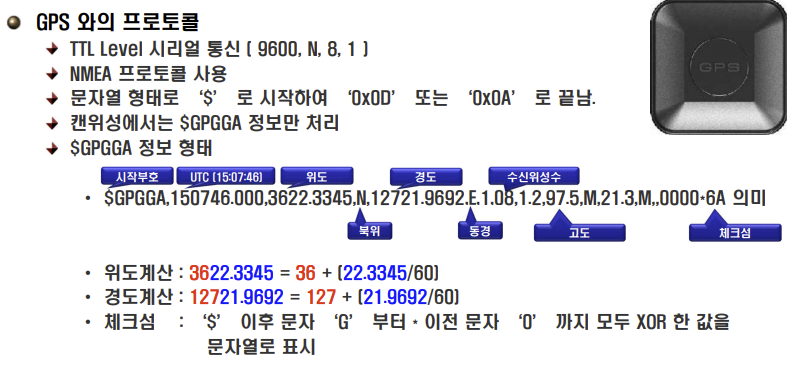 GPS 와의 프로토콜
TTL Level 시리얼 통신 ( 9600, N, 8, 1 )
NMEA 프로토콜 사용
문자열 형태로 ‘$’ 로 시작하여 ‘0x0D’ 또는 ‘0x0A’ 로 끝남.
캔위성에서는 $GPGGA 정보만 처리
$GPGGA 정보 형태
GPS
시작부호 UTC (15:07:46) 위도 경도 수신위성수
• $GPGGA,150746.000,3622.3345,N,12721.9692.E.1.08,1.2,97.5,M,21.3,M,,0000*6A 의미
북위 동경 고도 체크섬
• 위도계산 : 3622.3345 = 36 + (22.3345/60)
• 경도계산 : 12721.9692 = 127 + (21.9692/60)
• 체크섬 : ‘$’ 이후 문자 ‘G’ 부터 * 이전 문자 ‘0’ 까지 모두 XOR 한 값을
문자열로 표시